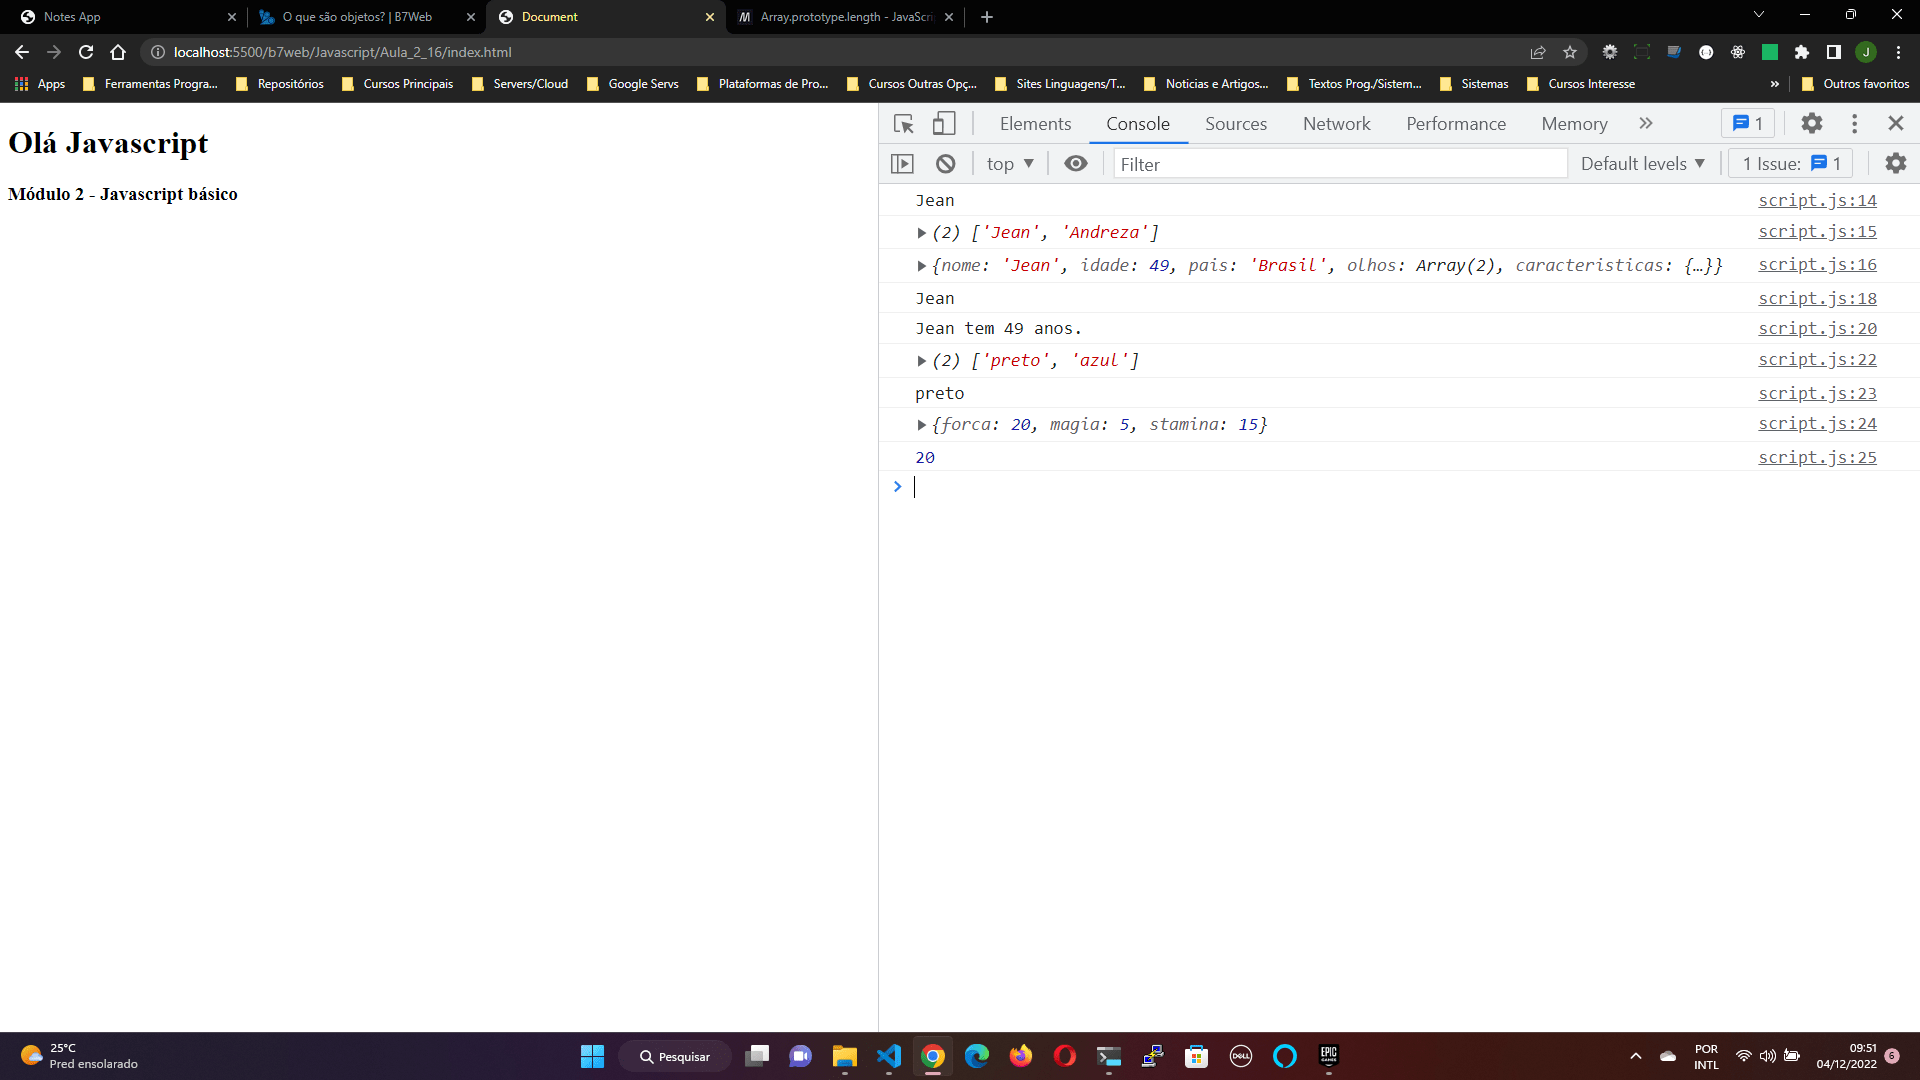 Notes App
O que são objetos? | B7Web
Document
Array.prototype.length - JavaScri
localhost:5500/b7web/Javascript/Aula_2_16/index.html
J
Apps
Ferramentas Progra...
Repositórios
Cursos Principais
Servers/Cloud
Google Servs
Plataformas de Pro...
Cursos Outras Opç...
Sites Linguagens/T...
Noticias e Artigos...
Textos Prog./Sistem...
Sistemas
Cursos Interesse
»
Outros favoritos
Olá Javascript
Módulo 2 - Javascript básico
Elements
Console
Sources
Network
Performance
Memory
»
1
top
Filter
Default levels
1 Issue:
1
Jean script.js:14
(2) ['Jean', 'Andreza'] script.js:15
{nome: 'Jean', idade: 49, pais: 'Brasil', olhos: Array(2), caracteristicas: {…}} script.js:16
Jean script.js:18
Jean tem 49 anos. script.js:20
(2) ['preto', 'azul'] script.js:22
preto script.js:23
{forca: 20, magia: 5, stamina: 15} script.js:24
20 script.js:25
25°C
Pred ensolarado
Pesquisar
DELL
EPIC
GAMES
POR
INTL
09:51
04/12/2022
6